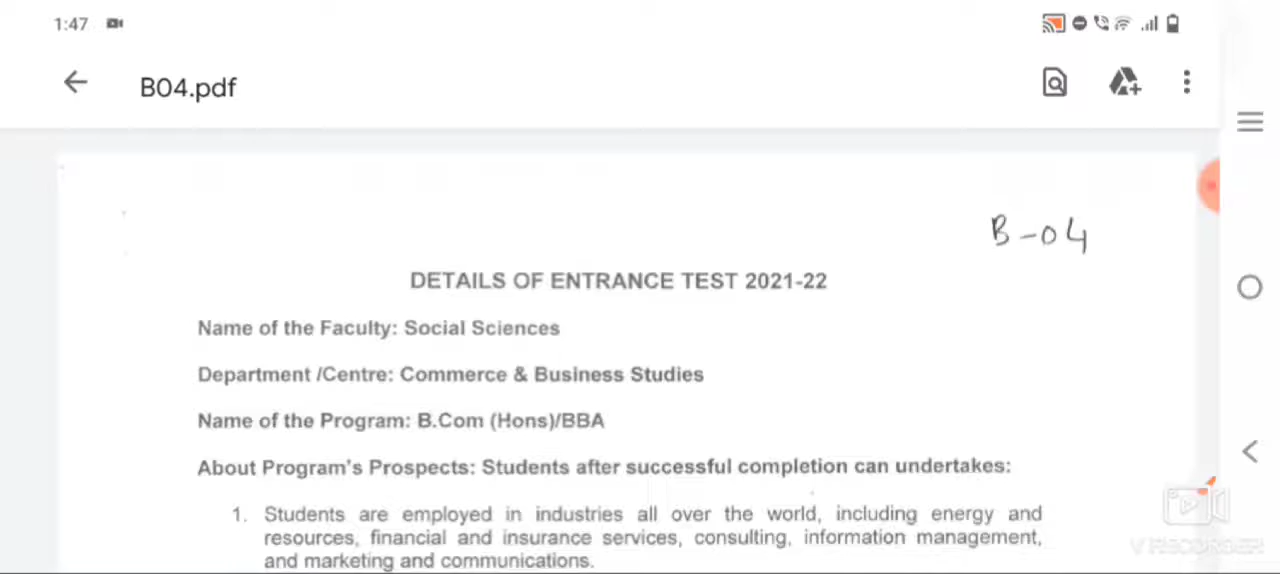 1:47
B04.pdf
B-04
DETAILS OF ENTRANCE TEST 2021-22
Name of the Faculty: Social Sciences
Department /Centre: Commerce & Business Studies
Name of the Program: B.Com (Hons)/BBA
About Program's Prospects: Students after successful completion can undertakes:
1. Students are employed in industries all over the world, including energy and
resources, financial and insurance services, consulting, information management,
and marketing and communications.
V RECORDER